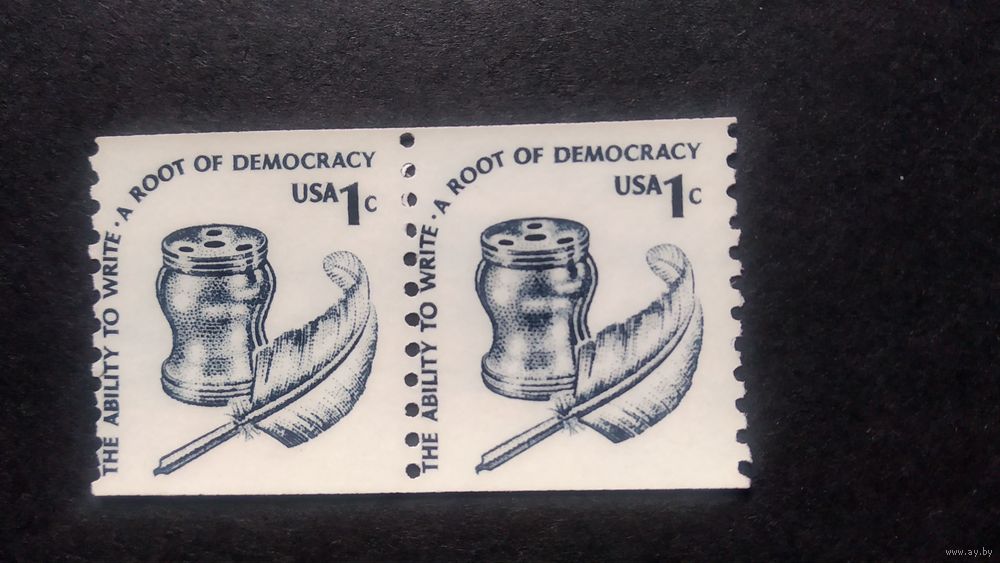 THE ABILITY TO WRITE · A ROOT OF DEMOCRACY
USA 1c
THE ABILITY TO WRITE · A ROOT OF DEMOCRACY
USA 1c
www.ay.by